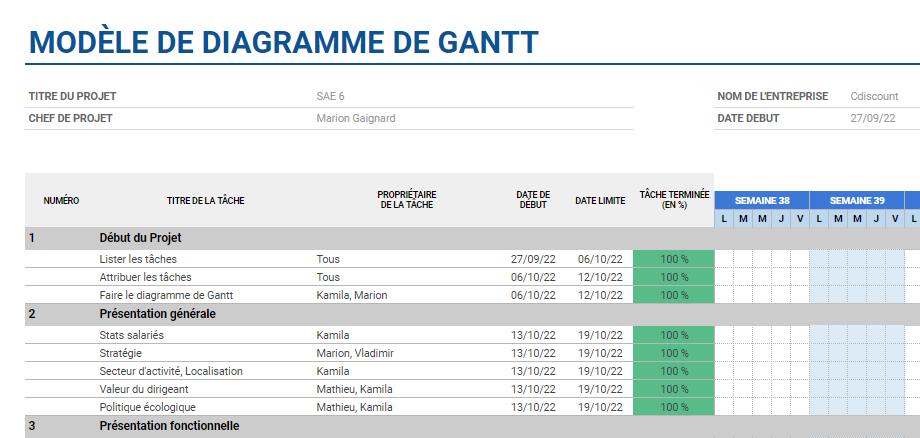 MODÈLE DE DIAGRAMME DE GANTT
TITRE DU PROJET SAE 6 NOM DE L'ENTREPRISE Cdiscount
CHEF DE PROJET Marion Gaignard DATE DEBUT 27/09/22
NUMÉRO TITRE DE LA TÂCHE PROPRIÉTAIRE DE LA TÂCHE DATE DE DÉBUT DATE LIMITE TÂCHE TERMINÉE (EN %) SEMAINE 38 SEMAINE 39
L M M J V L M M J V L
1 Début du Projet
Lister les tâches Tous 27/09/22 06/10/22 100 %
Attribuer les tâches Tous 06/10/22 12/10/22 100 %
Faire le diagramme de Gantt Kamila, Marion 06/10/22 12/10/22 100 %
2 Présentation générale
Stats salariés Kamila 13/10/22 19/10/22 100 %
Stratégie Marion, Vladimir 13/10/22 19/10/22 100 %
Secteur d'activité, Localisation Kamila 13/10/22 19/10/22 100 %
Valeur du dirigeant Mathieu, Kamila 13/10/22 19/10/22 100 %
Politique écologique Mathieu, Kamila 13/10/22 19/10/22 100 %
3 Présentation fonctionnelle